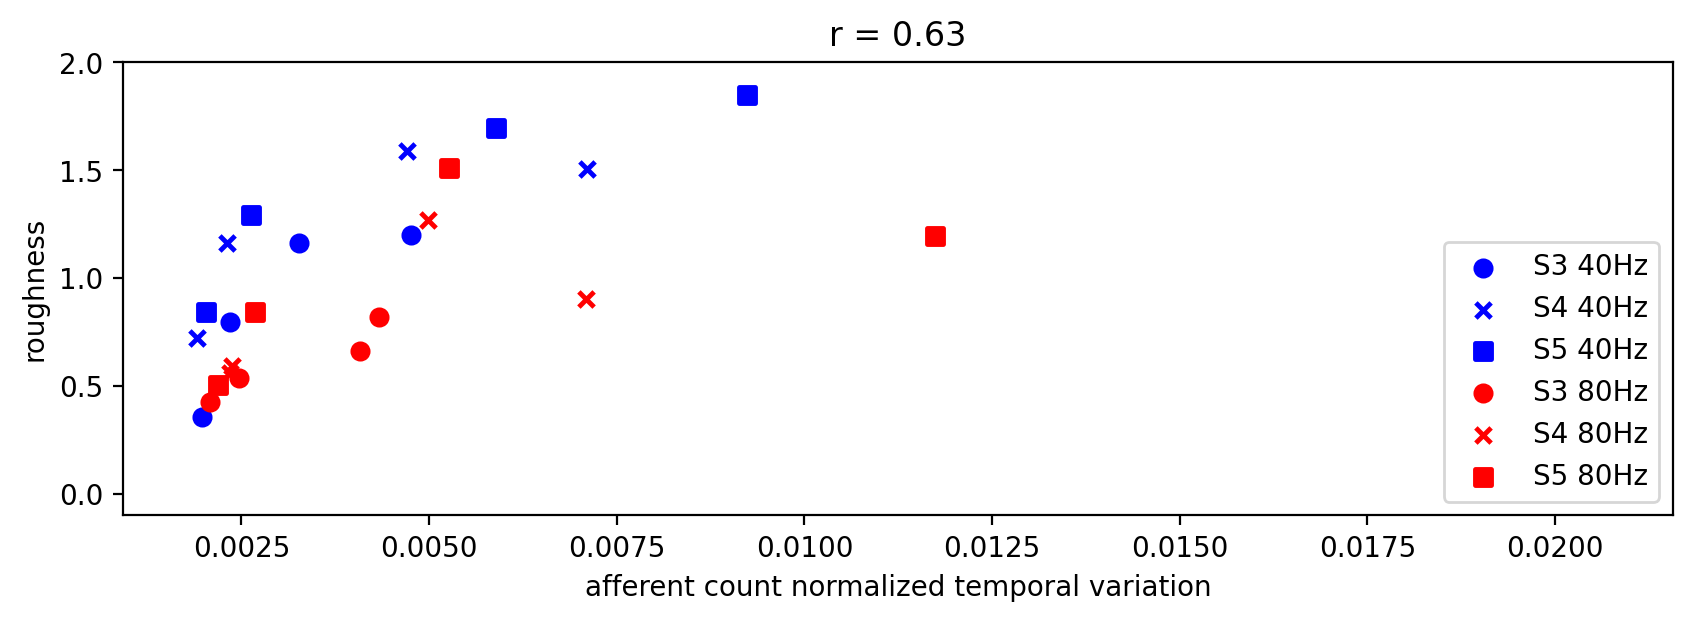 r = 0.63
2.0
1.5
1.0
0.5
0.0
roughness
S3 40Hz
S4 40Hz
S5 40Hz
S3 80Hz
S4 80Hz
S5 80Hz
0.0025 0.0050 0.0075 0.0100 0.0125 0.0150 0.0175 0.0200
afferent count normalized temporal variation